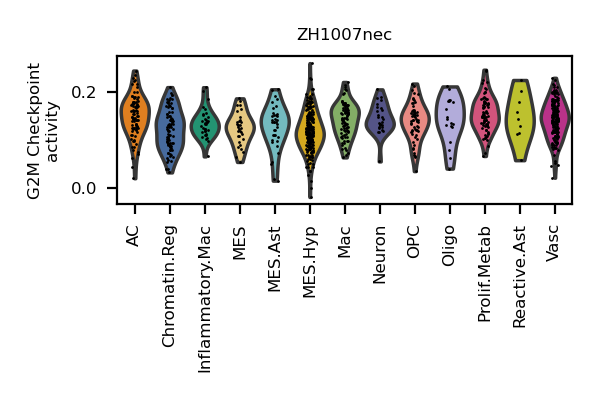 ZH1007nec
G2M Checkpoint
activity
0.2
0.0
AC
Chromatin.Reg
Inflammatory.Mac
MES
MES.Ast
MES.Hyp
Mac
Neuron
OPC
Oligo
Prolif.Metab
Reactive.Ast
Vasc